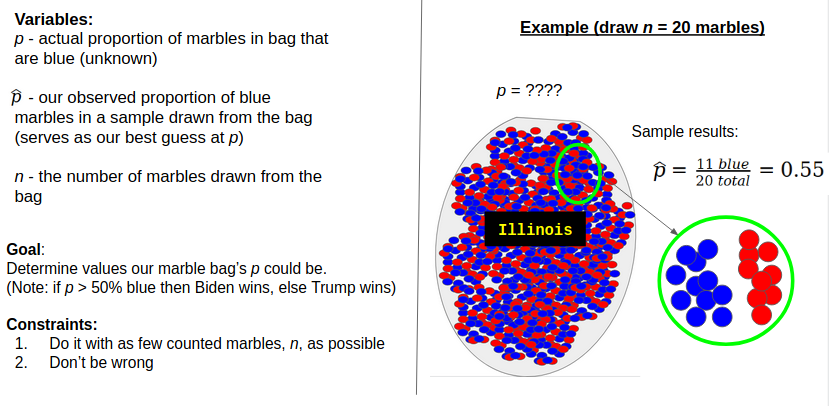 Variables:
p - actual proportion of marbles in bag that
are blue (unknown)
p̂ - our observed proportion of blue
marbles in a sample drawn from the bag
(serves as our best guess at p)
n - the number of marbles drawn from the
bag
Goal:
Determine values our marble bag's p could be.
(Note: if p > 50% blue then Biden wins, else Trump wins)
Constraints:
1. Do it with as few counted marbles, n, as possible
2. Don't be wrong
Example (draw n = 20 marbles)
p = ????
Sample results:
p̂ = 11 blue / 20 total = 0.55
Illinois